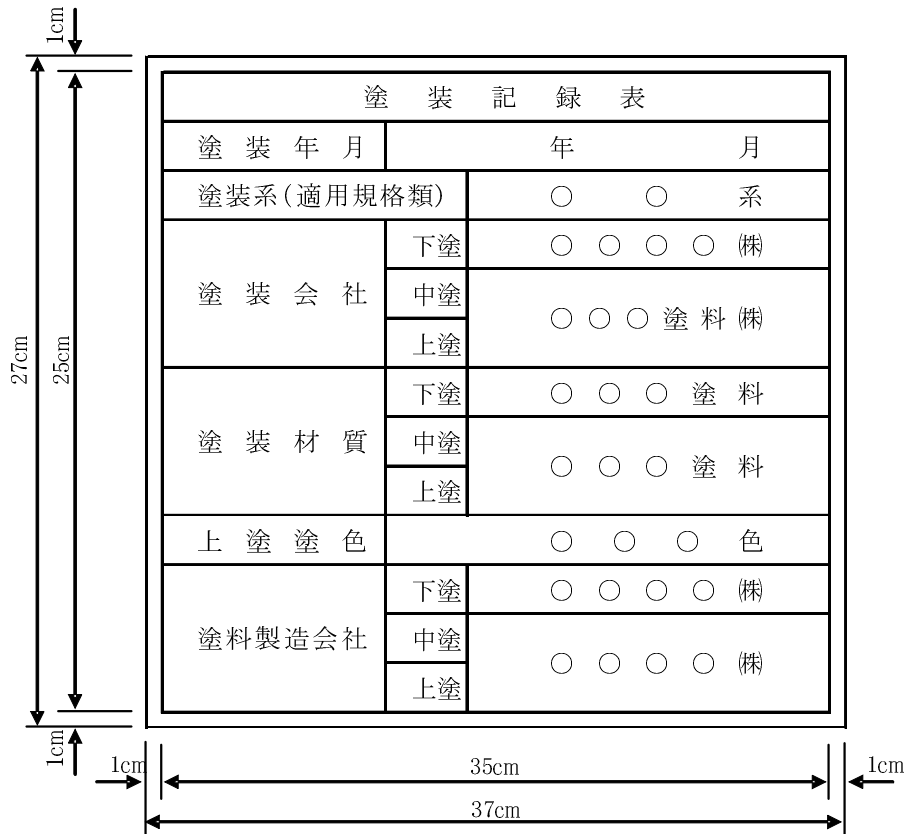 1cm
塗装記録表
塗装年月 年 月
塗装系(適用規格類) ○ ○ 系
塗装会社 下塗 ○○○○㈱
中塗 ○○○塗料㈱
上塗
塗装材質 下塗 ○○○塗料
中塗 ○○○塗料
上塗
上塗塗色 ○○○色
塗料製造会社 下塗 ○○○○㈱
中塗 ○○○○㈱
上塗
27cm
25cm
1cm
1cm 35cm 1cm
37cm